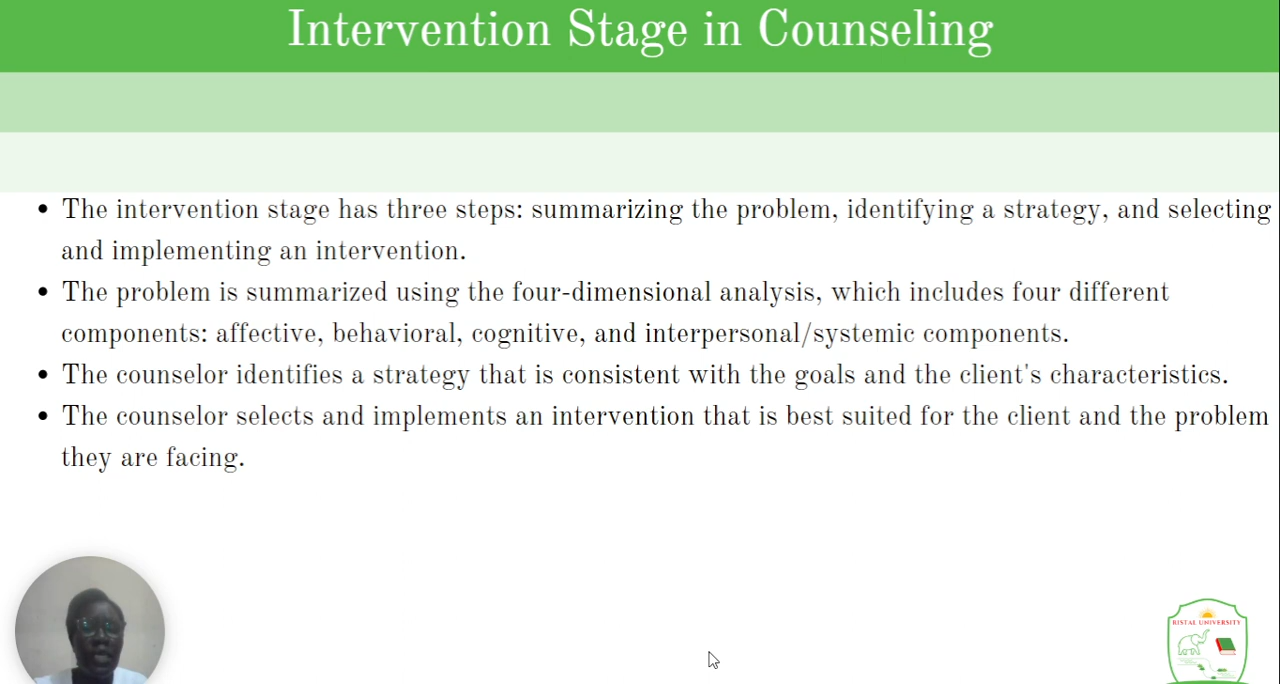 Intervention Stage in Counseling
• The intervention stage has three steps: summarizing the problem, identifying a strategy, and selecting
and implementing an intervention.
• The problem is summarized using the four-dimensional analysis, which includes four different
components: affective, behavioral, cognitive, and interpersonal/systemic components.
• The counselor identifies a strategy that is consistent with the goals and the client's characteristics.
• The counselor selects and implements an intervention that is best suited for the client and the problem
they are facing.
RISTAL UNIVERSITY